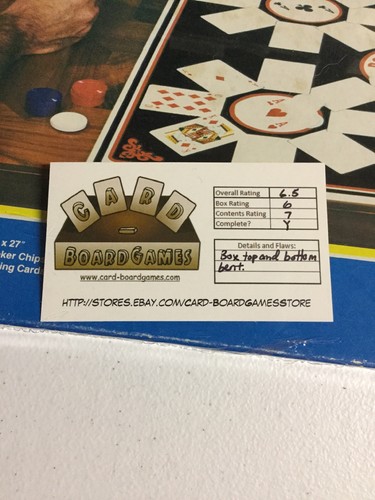 CARD
BOARDGAMES
www.card-boardgames.com
Overall Rating 6.5
Box Rating 6
Contents Rating 7
Complete? Y
Details and Flaws:
Box top and bottom
bent.
HTTP://STORES.EBAY.COM/CARD-BOARDGAMESSTORE
x 27"
ker Chip
ing Card